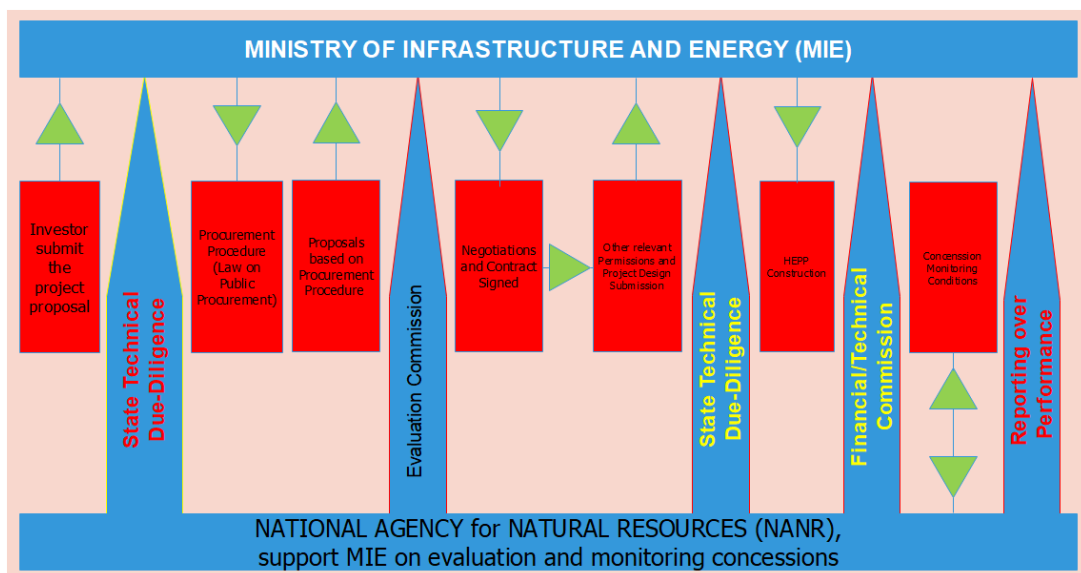 MINISTRY OF INFRASTRUCTURE AND ENERGY (MIE)
Investor
submit
the
project
proposal
State Technical
Due-Diligence
Procurement
Procedure
(Law on
Public
Procurement)
Proposals
based on
Procurement
Procedure
Evaluation Commission
Negotiations
and Contract
Signed
Other relevant
Permissions and
Project Design
Submission
State Technical
Due-Diligence
HEPP
Construction
Financial/Technical
Commission
Concenssion
Monitoring
Conditions
Reporting over
Performance
NATIONAL AGENCY for NATURAL RESOURCES (NANR),
support MIE on evaluation and monitoring concessions